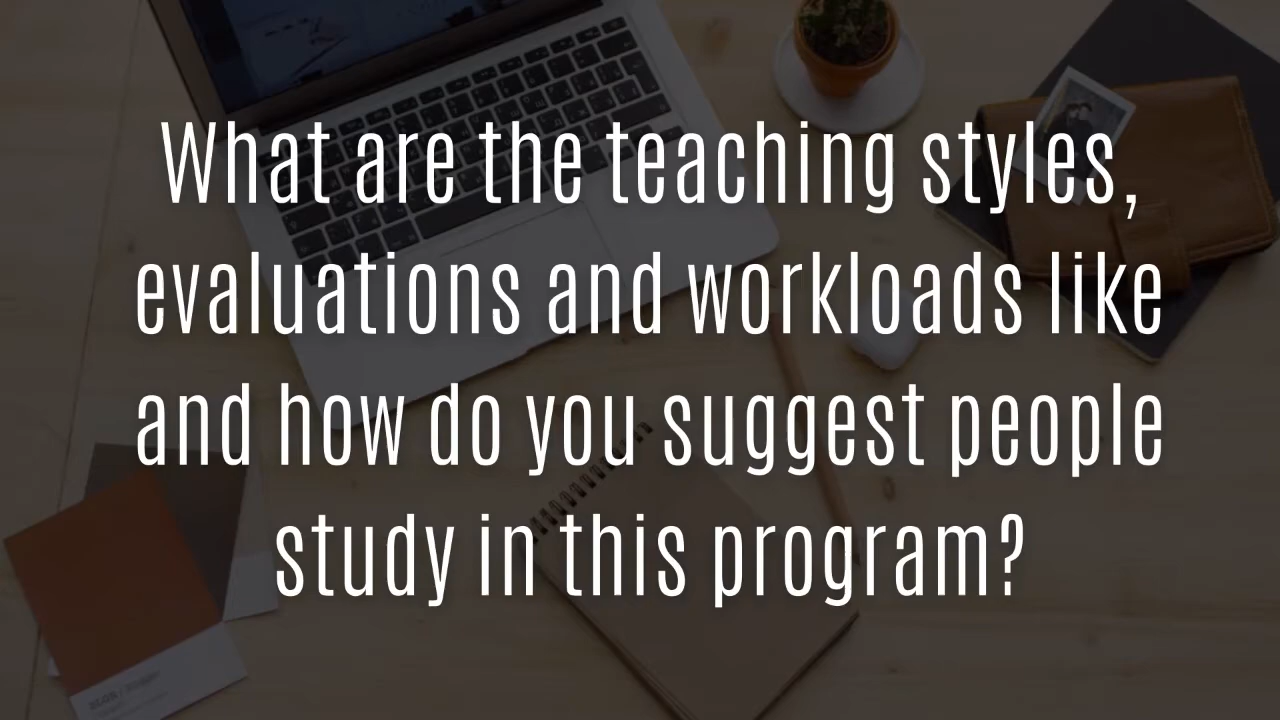 What are the teaching styles,
evaluations and workloads like
and how do you suggest people
study in this program?